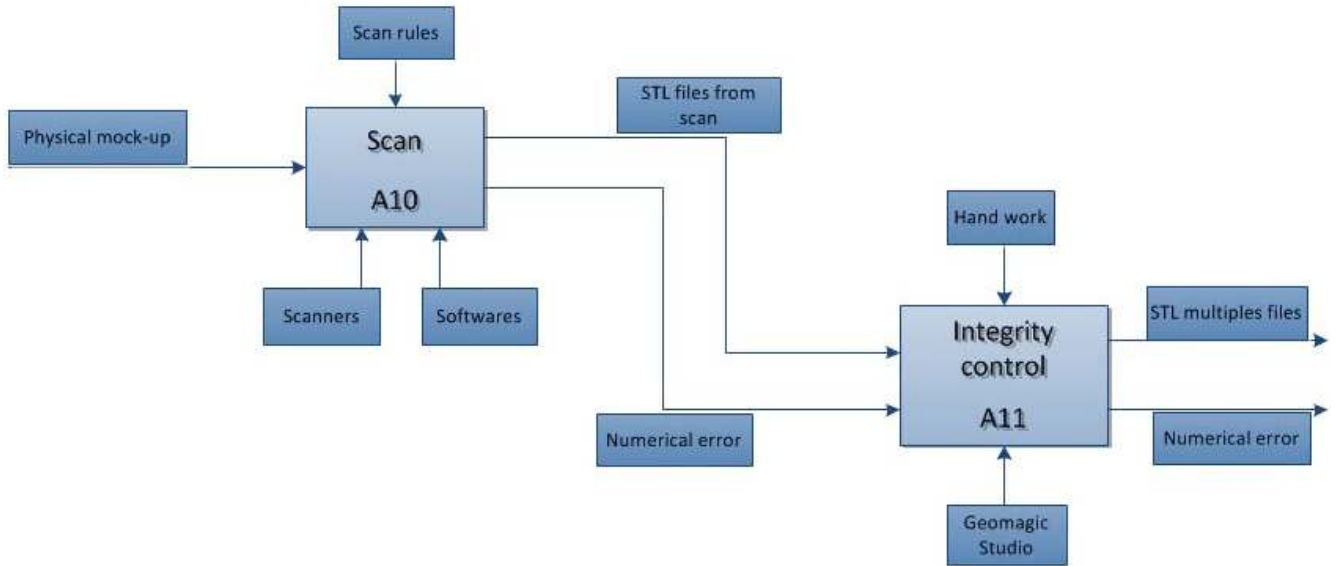 Scan rules
STL files from
scan
Physical mock-up
Scan
A10
Scanners
Softwares
Hand work
STL multiples files
Integrity
control
A11
Numerical error
Numerical error
Geomagic
Studio